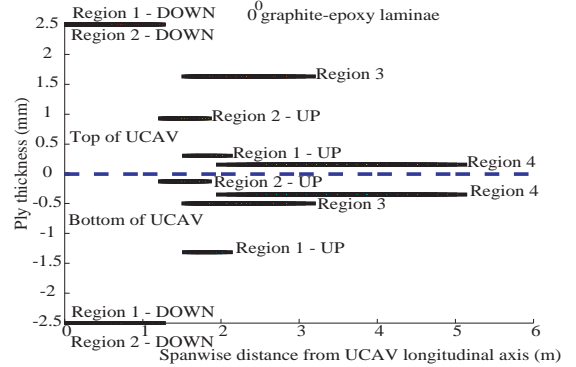 0
0 graphite-epoxy laminae
Region 1 - DOWN
2.5
Region 2 - DOWN
2
Region 3
1.5
1
Region 2 - UP
Top of UCAV
0.5
Region 1 - UP
Region 4
0
Region 2 - UP
Region 4
-0.5
Region 3
Bottom of UCAV
-1
Region 1 - UP
-1.5
-2
Region 1 - DOWN
-2.5
Region 2 - DOWN
0 1 2 3 4 5 6
Spanwise distance from UCAV longitudinal axis (m)
Ply thickness (mm)